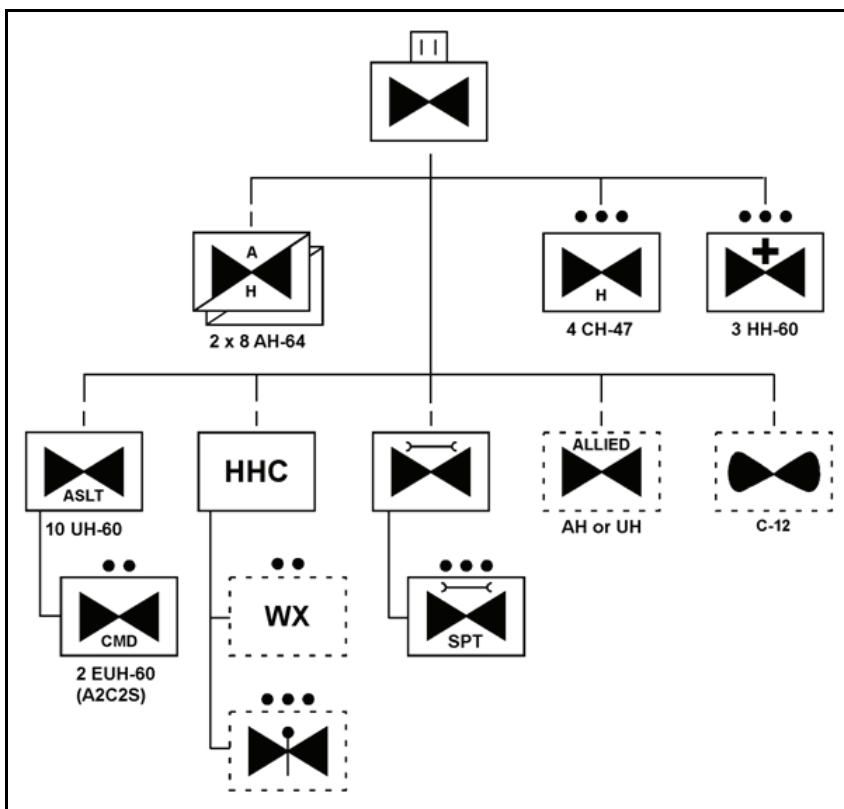 A
H
2 x 8 AH-64
H
4 CH-47
3 HH-60
ASLT
10 UH-60
HHC
ALLIED
AH or UH
C-12
CMD
2 EUH-60
(A2C2S)
WX
SPT